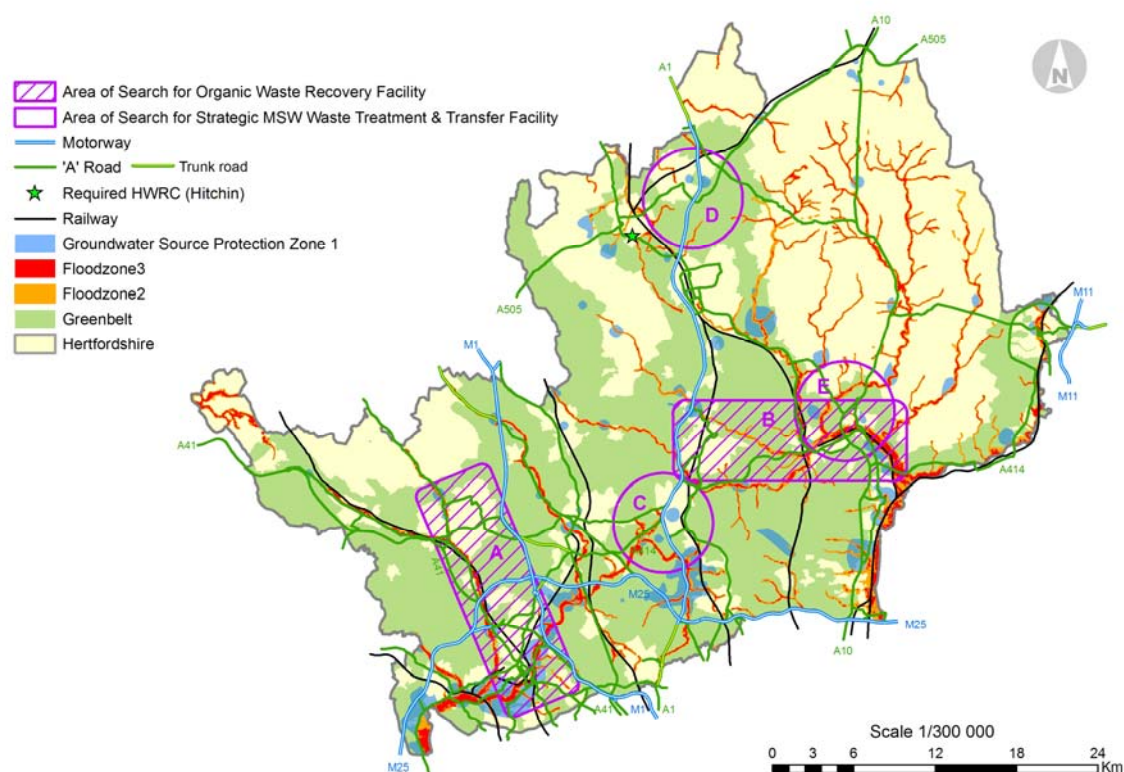 Area of Search for Organic Waste Recovery Facility
Area of Search for Strategic MSW Waste Treatment & Transfer Facility
Motorway
'A' Road
Trunk road
Required HWRC (Hitchin)
Railway
Groundwater Source Protection Zone 1
Floodzone3
Floodzone2
Greenbelt
Hertfordshire
N
A10
A505
A1
D
A505
M1
M11
M11
E
B
A41
A414
C
A
A41
M25
M25
A10
A41
M1
A1
M25
Scale 1/300 000
0 3 6 12 18 24
Km